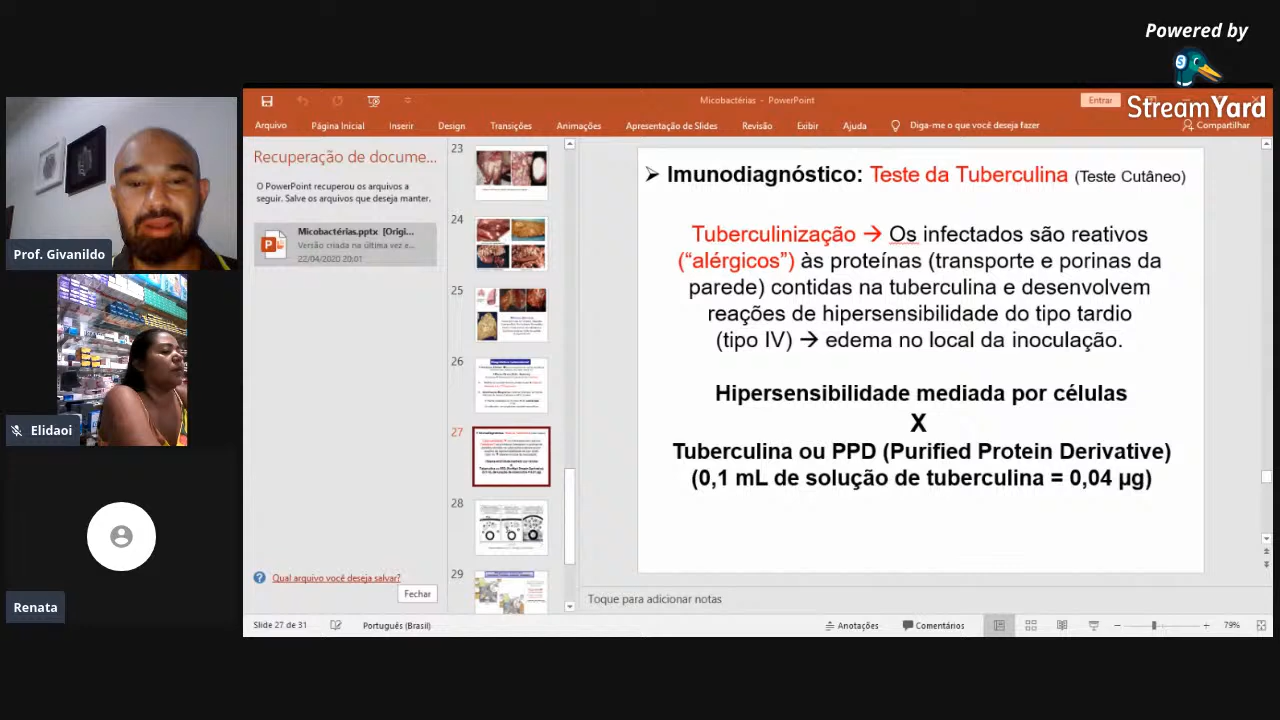 Powered by
StreamYard
Micobactérias - PowerPoint
Entrar
Arquivo
Página Inicial
Inserir
Design
Transições
Animações
Apresentação de Slides
Revisão
Exibir
Ajuda
Diga-me o que você deseja fazer
Compartilhar
Prof. Givanildo
Elidaoi
Renata
Recuperação de docume...
O PowerPoint recuperou os arquivos a
seguir. Salve os arquivos que deseja manter.
Micobactérias.pptx [Origi...
Versão criada na última vez e...
22/04/2020 20:01
Qual arquivo você deseja salvar?
Fechar
23
24
25
26
27
28
29
➢ Imunodiagnóstico: Teste da Tuberculina (Teste Cutâneo)
Tuberculinização → Os infectados são reativos
(“alérgicos”) às proteínas (transporte e porinas da
parede) contidas na tuberculina e desenvolvem
reações de hipersensibilidade do tipo tardio
(tipo IV) → edema no local da inoculação.
Hipersensibilidade mediada por células
X
Tuberculina ou PPD (Purified Protein Derivative)
(0,1 mL de solução de tuberculina = 0,04 µg)
Toque para adicionar notas
Slide 27 de 31
Português (Brasil)
Anotações
Comentários
79%